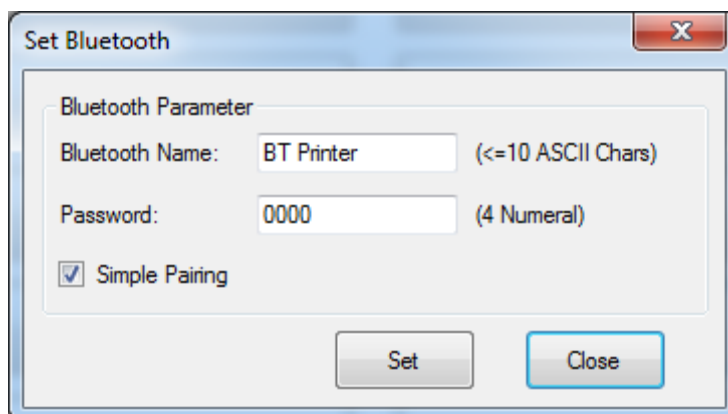 Set Bluetooth
Bluetooth Parameter
Bluetooth Name: BT Printer (<=10 ASCII Chars)
Password: 0000 (4 Numeral)
Simple Pairing
Set Close